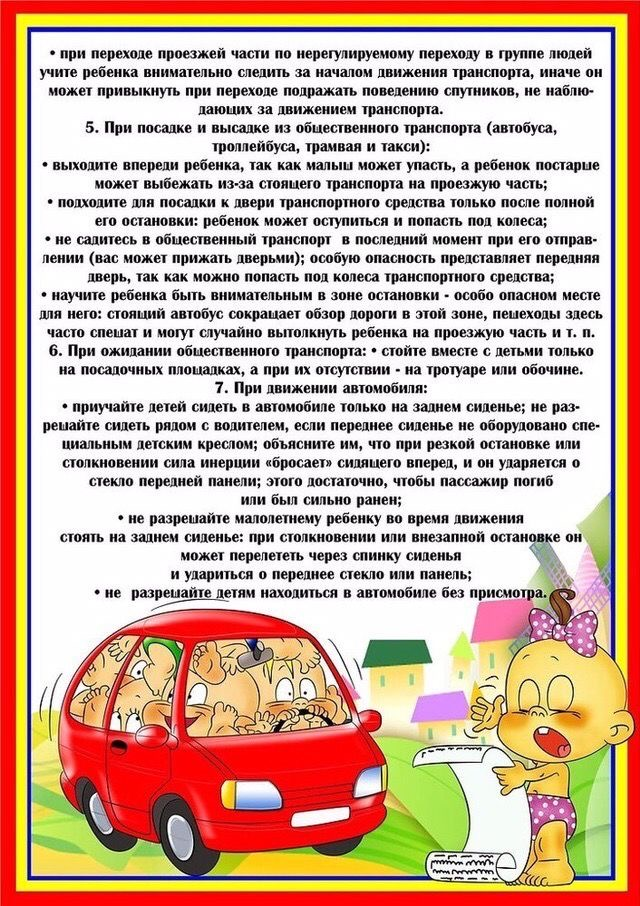 • при переходе проезжей части по нерегулируемому переходу в группе людей
учите ребенка внимательно следить за началом движения транспорта, иначе он
может привыкнуть при переходе подражать поведению спутников, не наблю-
дающих за движением транспорта.
5. При посадке и высадке из общественного транспорта (автобуса,
троллейбуса, трамвая и такси):
• выходите впереди ребенка, так как малыш может упасть, а ребенок постарше
может выбежать из-за стоящего транспорта на проезжую часть;
• подходите для посадки к двери транспортного средства только после полной
его остановки: ребенок может оступиться и попасть под колеса;
• не садитесь в общественный транспорт в последний момент при его отправ-
лении (вас может прижать дверьми); особую опасность представляет передняя
дверь, так как можно попасть под колеса транспортного средства;
• научите ребенка быть внимательным в зоне остановки - особо опасном месте
для него: стоящий автобус сокращает обзор дороги в этой зоне, пешеходы здесь
часто спешат и могут случайно вытолкнуть ребенка на проезжую часть и т. п.
6. При ожидании общественного транспорта: • стойте вместе с детьми только
на посадочных площадках, а при их отсутствии - на тротуаре или обочине.
7. При движении автомобиля:
• приучайте детей сидеть в автомобиле только на заднем сиденье; не раз-
решайте сидеть рядом с водителем, если переднее сиденье не оборудовано спе-
циальным детским креслом; объясните им, что при резкой остановке или
столкновении сила инерции «бросает» сидящего вперед, и он ударяется о
стекло передней панели; этого достаточно, чтобы пассажир погиб
или был сильно ранен;
• не разрешайте малолетнему ребенку во время движения
стоять на заднем сиденье: при столкновении или внезапной остановке он
может перелететь через спинку сиденья
и удариться о переднее стекло или панель;
• не разрешайте детям находиться в автомобиле без присмотра.